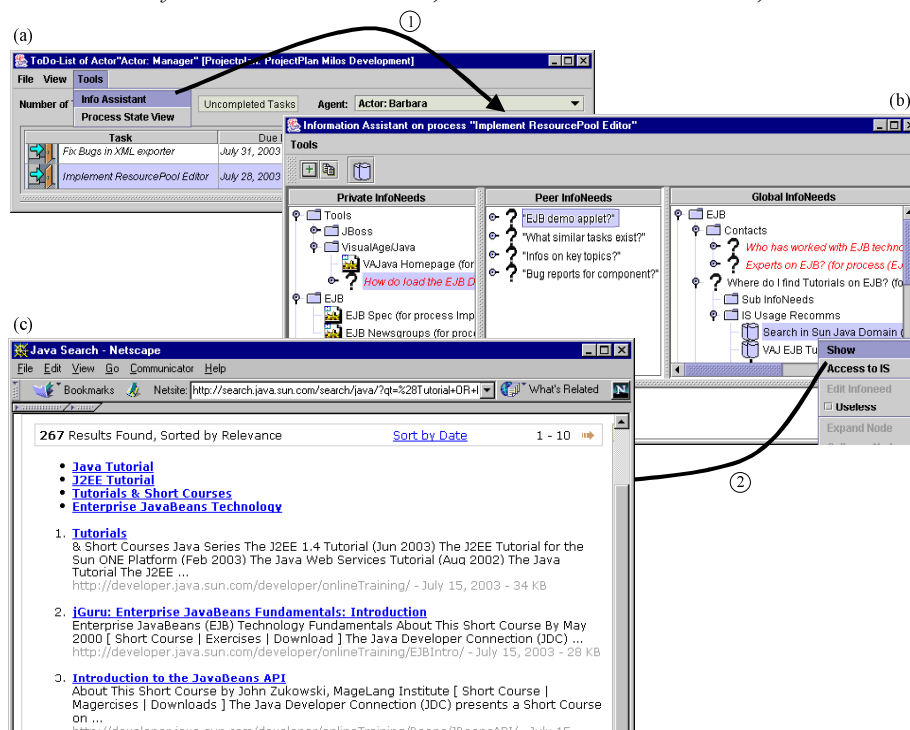 (a)
1
ToDo-List of Actor"Actor: Manager" [Projectplan: ProjectPlan Milos Development]
File View Tools
Info Assistant
Process State View
Number of
Uncompleted Tasks
Agent: Actor: Barbara
Task
Due
Fix Bugs in XML exporter
July 31, 2003
Implement ResourcePool Editor
July 28, 2003
(b)
Information Assistant on process "Implement ResourcePool Editor"
Tools
Private InfoNeeds
Tools
JBoss
VisualAge/Java
VAJava Homepage (for
How do load the EJB D
EJB
EJB Spec (for process Imp
EJB Newsgroups (for proc
Peer InfoNeeds
"EJB demo applet?"
"What similar tasks exist?"
"Infos on key topics?"
"Bug reports for component?"
Global InfoNeeds
EJB
Contacts
Who has worked with EJB techno
Experts on EJB? (for process (EJ
Where do I find Tutorials on EJB? (fo
Sub InfoNeeds
IS Usage Recomms
Search in Sun Java Domain (
VAJ EJB Tu
Show
Access to IS
Edit Infoneed
Useless
Expand Node
2
(c)
Java Search - Netscape
File Edit View Go Communicator Help
Bookmarks Netsite: http://search.java.sun.com/search/java/?qt=%28Tutorial+OR+I What's Related N
267 Results Found, Sorted by Relevance Sort by Date 1 - 10
• Java Tutorial
• J2EE Tutorial
• Tutorials & Short Courses
• Enterprise JavaBeans Technology
1. Tutorials
& Short Courses Java Series The J2EE 1.4 Tutorial (Jun 2003) The J2EE Tutorial for the
Sun ONE Platform (Feb 2003) The Java Web Services Tutorial (Aug 2002) The Java
Tutorial The J2EE ...
http://developer.java.sun.com/developer/onlineTraining/ - July 15, 2003 - 34 KB
2. jGuru: Enterprise JavaBeans Fundamentals: Introduction
Enterprise JavaBeans (EJB) Technology Fundamentals About This Short Course By May
2000 [ Short Course | Exercises | Download ] The Java Developer Connection (JDC) ...
http://developer.java.sun.com/developer/onlineTraining/EJBIntro/ - July 15, 2003 - 28 KB
3. Introduction to the JavaBeans API
About This Short Course by John Zukowski, MageLang Institute [ Short Course |
Magercises | Downloads ] The Java Developer Connection (JDC) presents a Short Course
on ...